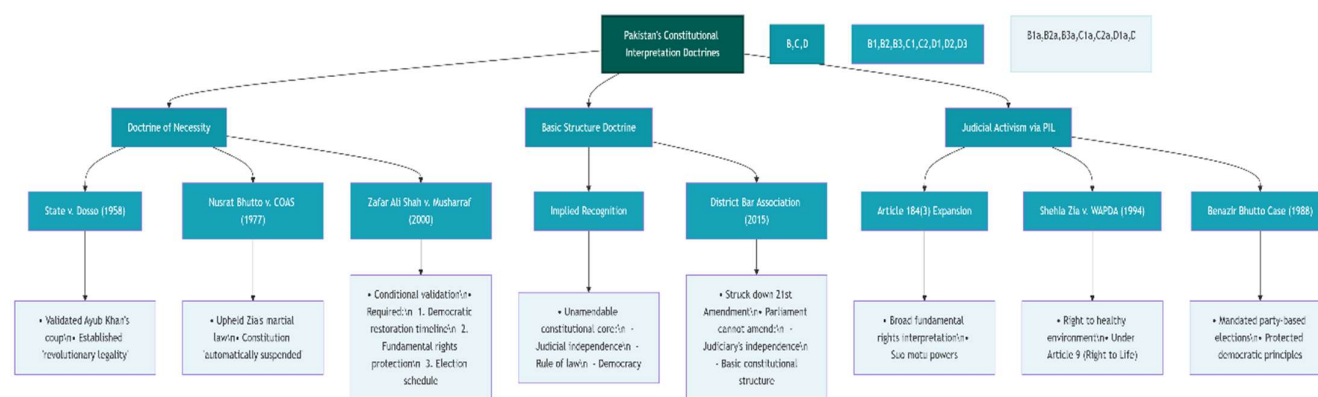 Pakistan's Constitutional
Interpretation Doctrines
B,C,D
B1,B2,B3,C1,C2,D1,D2,D3
B1a,B2a,B3a,C1a,C2a,D1a,D
Doctrine of Necessity
Basic Structure Doctrine
Judicial Activism via PIL
State v. Dosso (1958)
Nusrat Bhutto v. COAS
(1977)
Zafar Ali Shah v. Musharraf
(2000)
Implied Recognition
District Bar Association
(2015)
Article 184(3) Expansion
Shehla Zia v. WAPDA (1994)
Benazir Bhutto Case (1988)
• Validated Ayub Khan's
coup\n• Established
'revolutionary legality'
• Upheld Zia's martial
law\n• Constitution
'automatically suspended
• Conditional validation\n•
Required:\n 1. Democratic
restoration timeline\n 2.
Fundamental rights
protection\n 3. Election
schedule
• Unamendable
constitutional core:\n -
Judicial independence\n -
Rule of law\n - Democracy
• Struck down 21st
Amendment\n• Parliament
cannot amend:\n -
Judiciary's independence\n
- Basic constitutional
structure
• Broad fundamental
rights interpretation\n•
Suo motu powers
• Right to healthy
environment\n• Under
Article 9 (Right to Life)
• Mandated party-based
elections\n• Protected
democratic principles